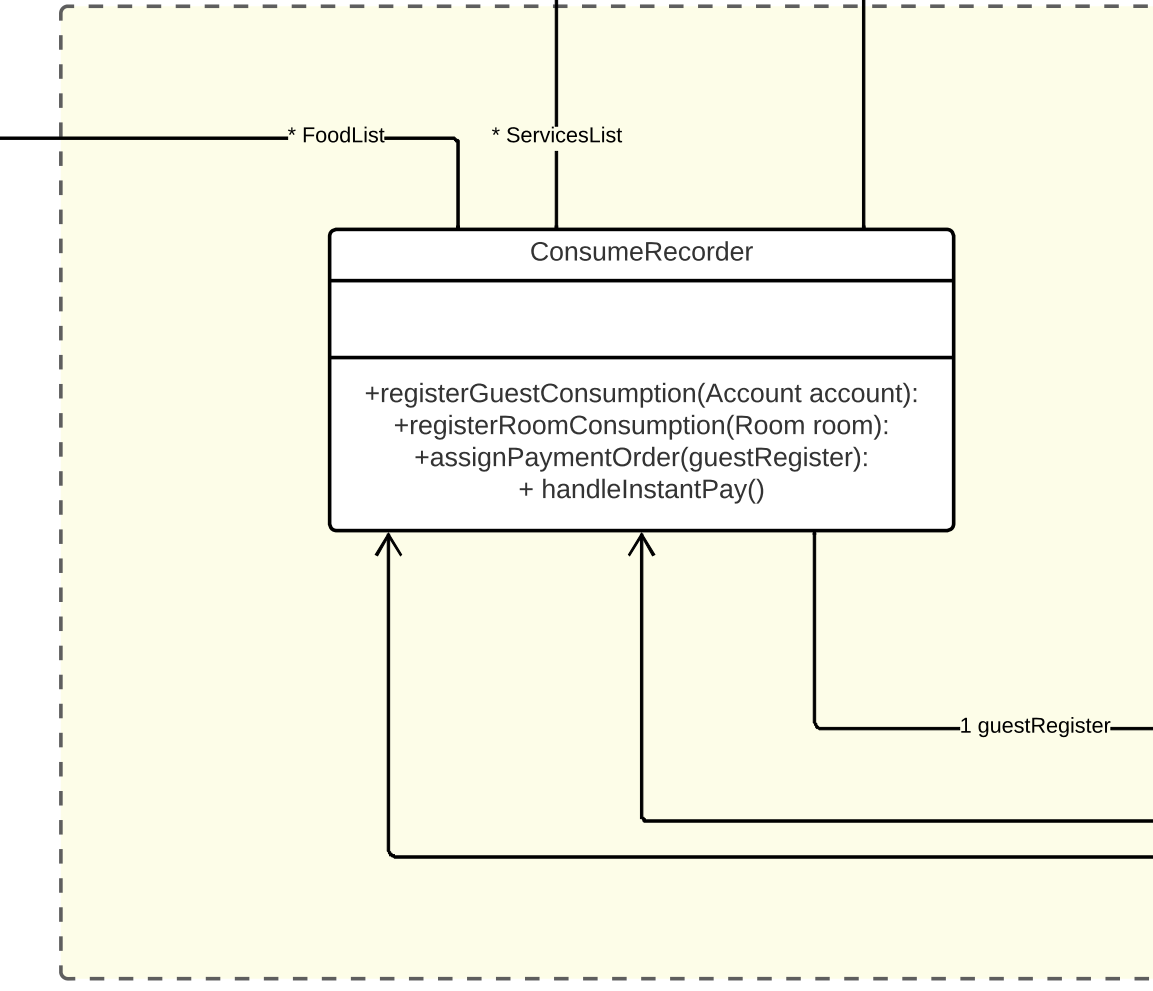 * FoodList
* ServicesList
ConsumeRecorder
+registerGuestConsumption(Account account):
+registerRoomConsumption(Room room):
+assignPaymentOrder(guestRegister):
+ handleInstantPay()
1 guestRegister